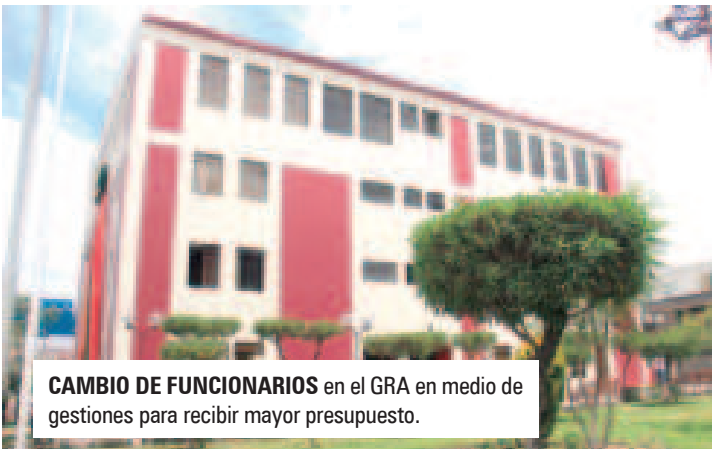 CAMBIO DE FUNCIONARIOS en el GRA en medio de
gestiones para recibir mayor presupuesto.